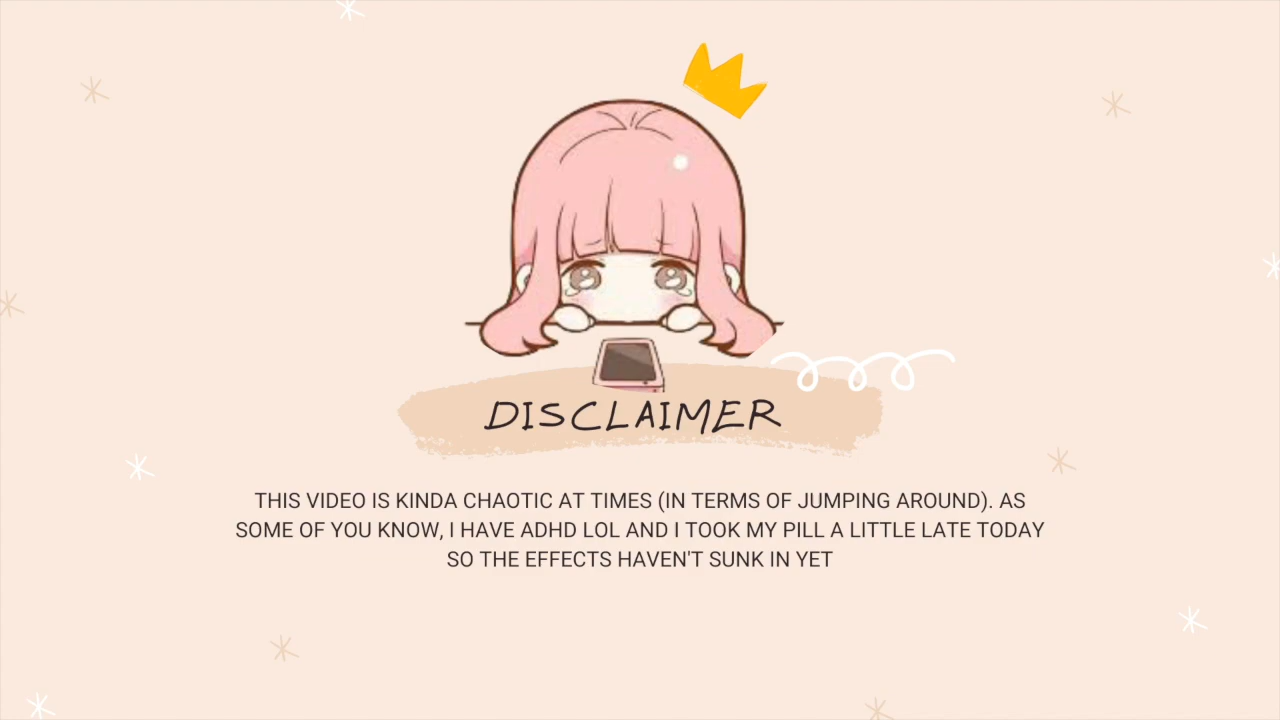 DISCLAIMER
THIS VIDEO IS KINDA CHAOTIC AT TIMES (IN TERMS OF JUMPING AROUND). AS
SOME OF YOU KNOW, I HAVE ADHD LOL AND I TOOK MY PILL A LITTLE LATE TODAY
SO THE EFFECTS HAVEN'T SUNK IN YET